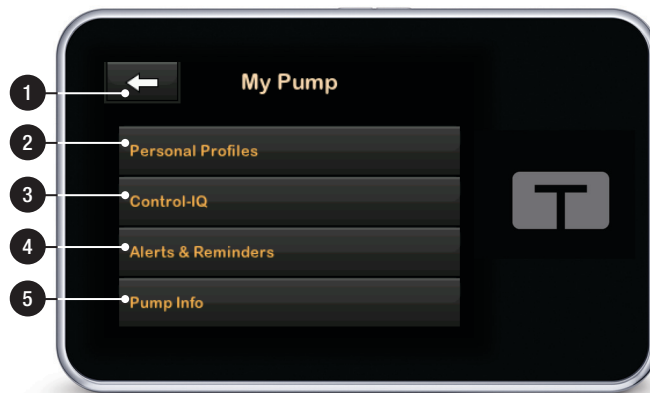 My Pump
1
2
Personal Profiles
3
Control-IQ
4
Alerts & Reminders
5
Pump Info
T